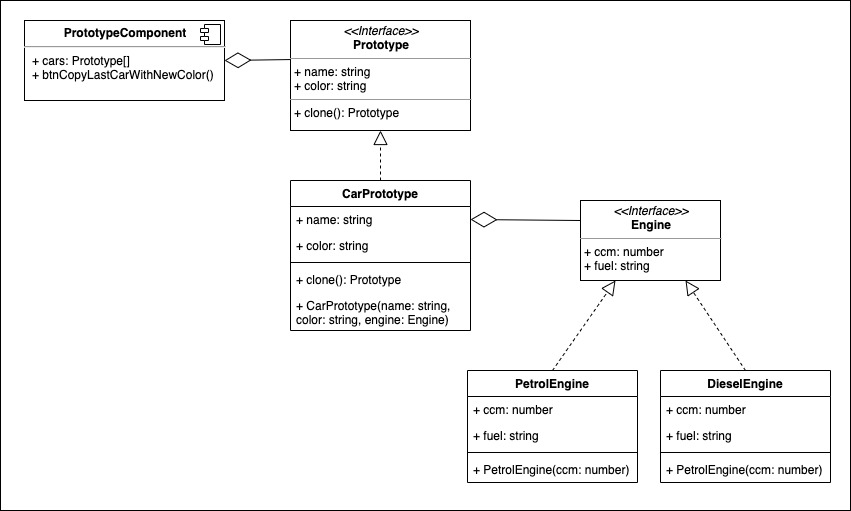 PrototypeComponent
+ cars: Prototype[]
+ btnCopyLastCarWithNewColor()
<<Interface>>
Prototype
+ name: string
+ color: string
+ clone(): Prototype
CarPrototype
+ name: string
+ color: string
+ clone(): Prototype
+ CarPrototype(name: string,
color: string, engine: Engine)
<<Interface>>
Engine
+ ccm: number
+ fuel: string
PetrolEngine
+ ccm: number
+ fuel: string
+ PetrolEngine(ccm: number)
DieselEngine
+ ccm: number
+ fuel: string
+ PetrolEngine(ccm: number)